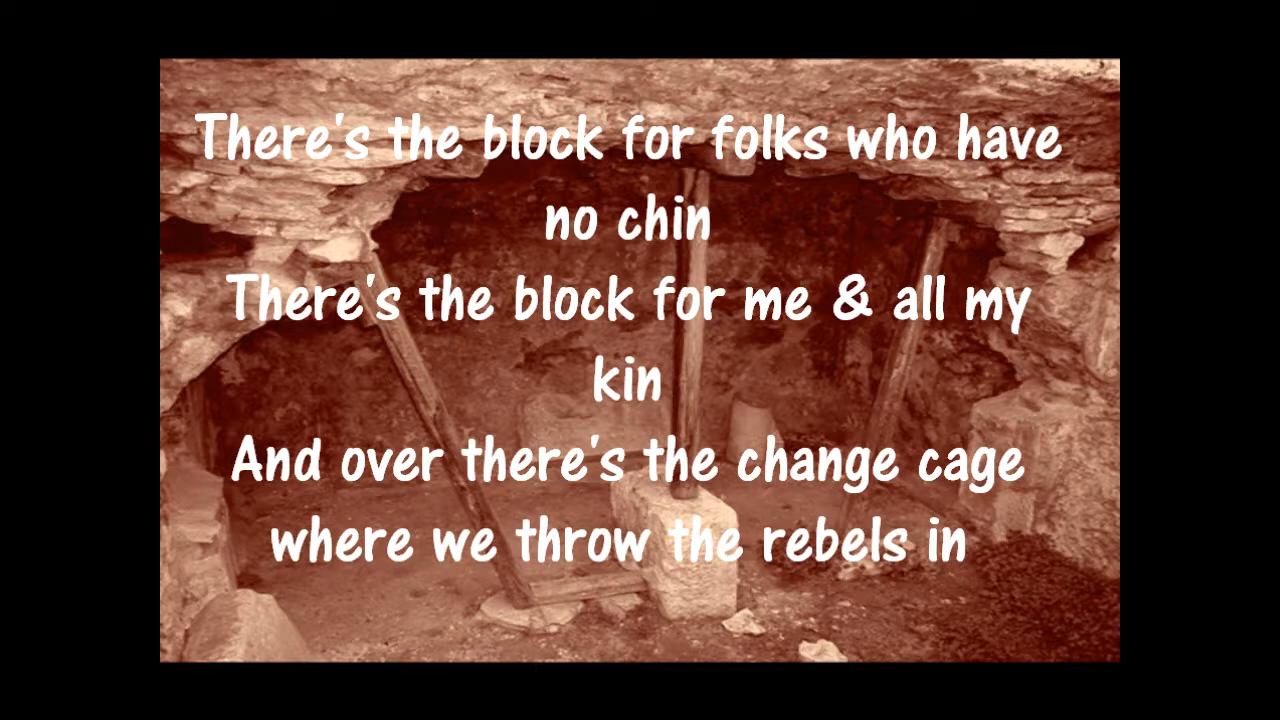 There's the block for folks who have
no chin
There's the block for me & all my
kin
And over there's the change cage
where we throw the rebels in